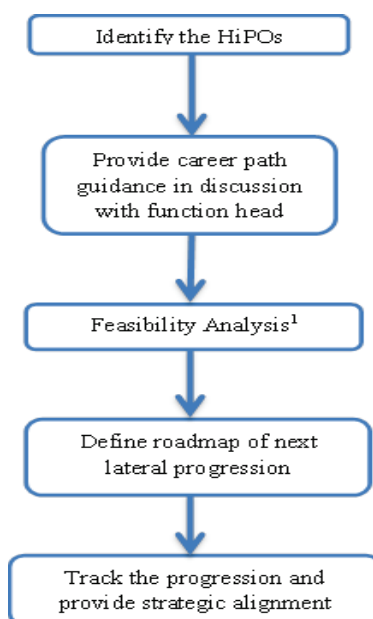 Identify the HiPOs
Provide career path
guidance in discussion
with function head
Feasibility Analysis¹
Define roadmap of next
lateral progression
Track the progression and
provide strategic alignment